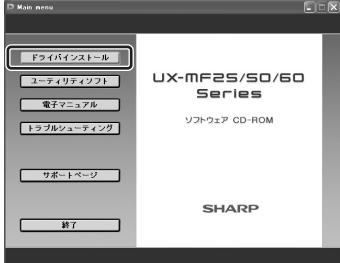 Main menu
ドライバインストール
ユーティリティソフト
電子マニュアル
トラブルシューティング
サポートページ
終了
UX-MF25/50/60
Series
ソフトウェア CD-ROM
SHARP